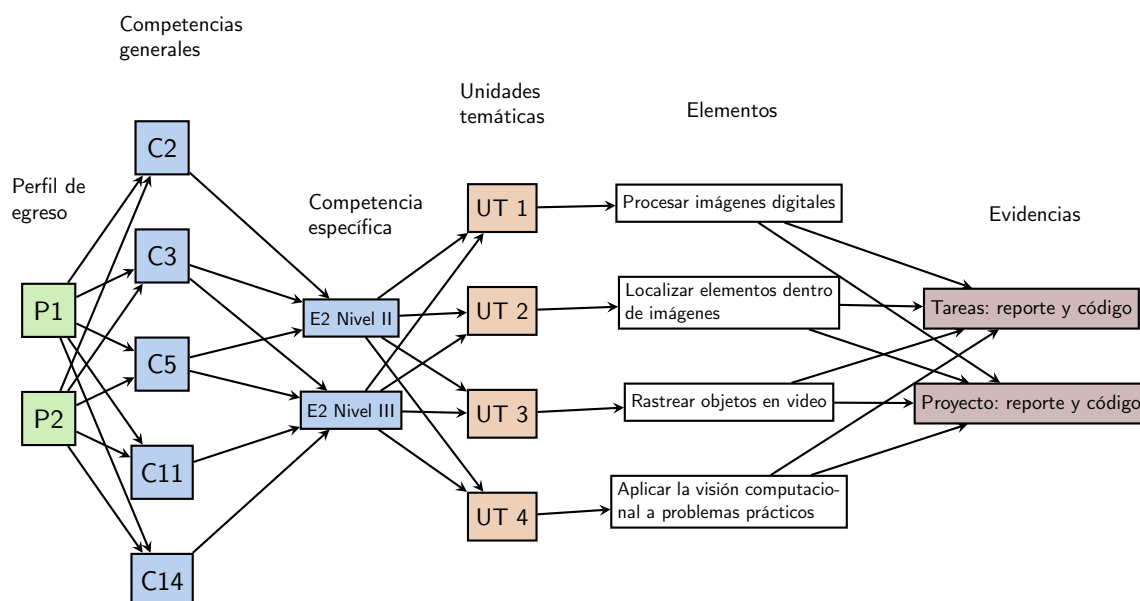 Competencias
generales
Perfil de
egreso
Competencia
específica
Unidades
temáticas
Elementos
Evidencias
P1
P2
C2
C3
C5
C11
C14
E2 Nivel II
E2 Nivel III
UT 1
UT 2
UT 3
UT 4
Procesar imágenes digitales
Localizar elementos dentro
de imágenes
Rastrear objetos en video
Aplicar la visión computacio-
nal a problemas prácticos
Tareas: reporte y código
Proyecto: reporte y código